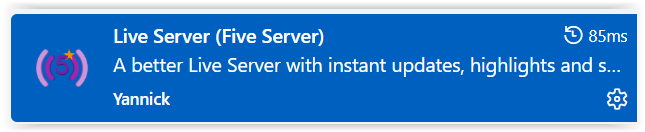 Live Server (Five Server) 85ms
A better Live Server with instant updates, highlights and s...
Yannick